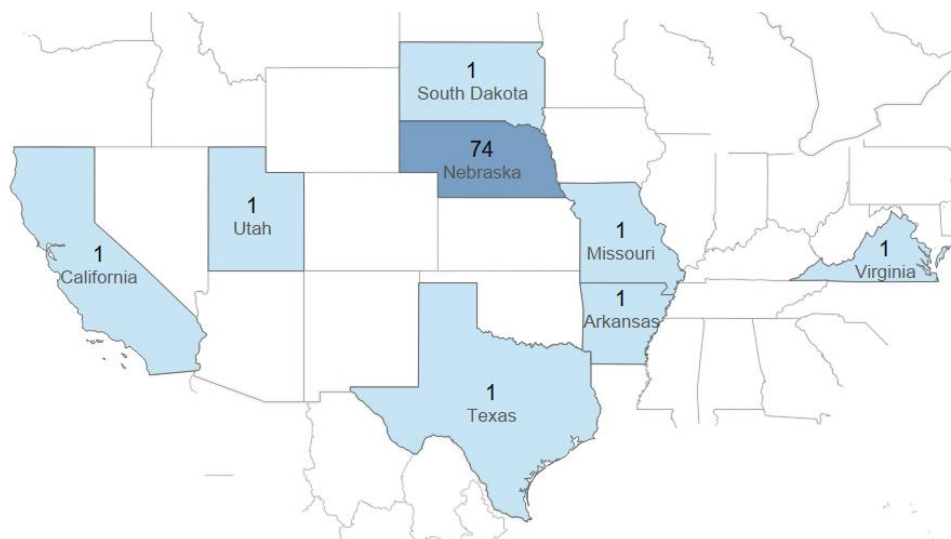 1
South Dakota
74
Nebraska
1
Utah
1
California
1
Missouri
1
Virginia
1
Arkansas
1
Texas